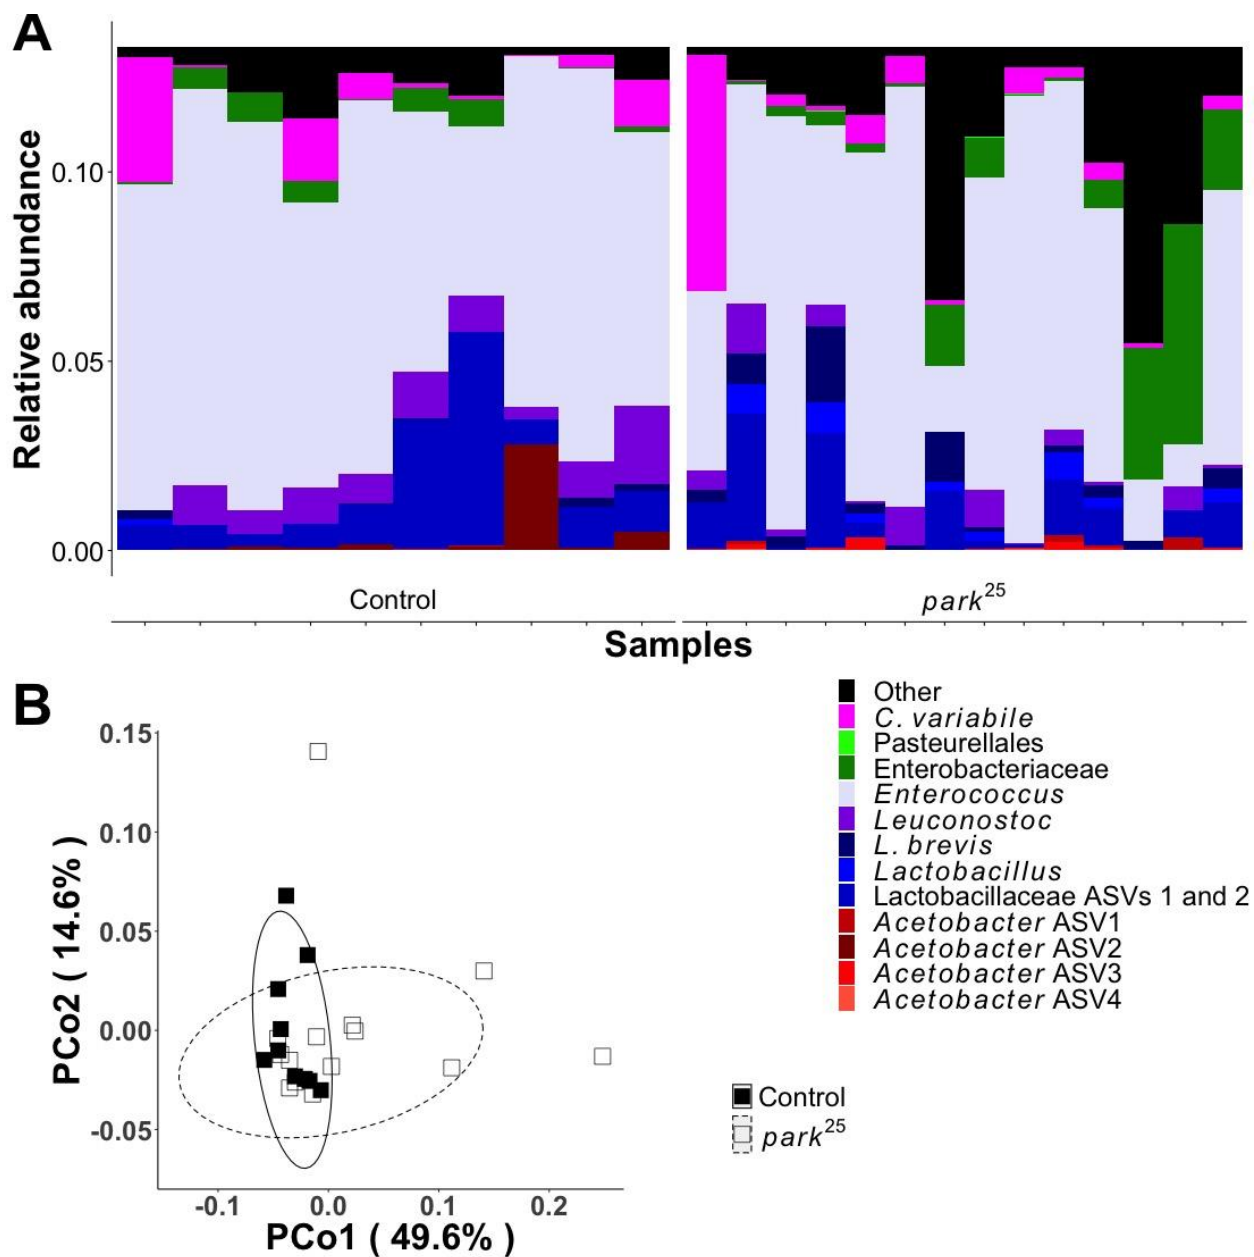 A
Relative abundance
0.10
0.05
0.00
Control
park25
Samples
B
PCo2 ( 14.6% )
0.15
0.10
0.05
0.00
-0.05
-0.1
0.0
0.1
0.2
PCo1 ( 49.6% )
Other
C. variabile
Pasteurellales
Enterobacteriaceae
Enterococcus
Leuconostoc
L. brevis
Lactobacillus
Lactobacillaceae ASVs 1 and 2
Acetobacter ASV1
Acetobacter ASV2
Acetobacter ASV3
Acetobacter ASV4
Control
park25